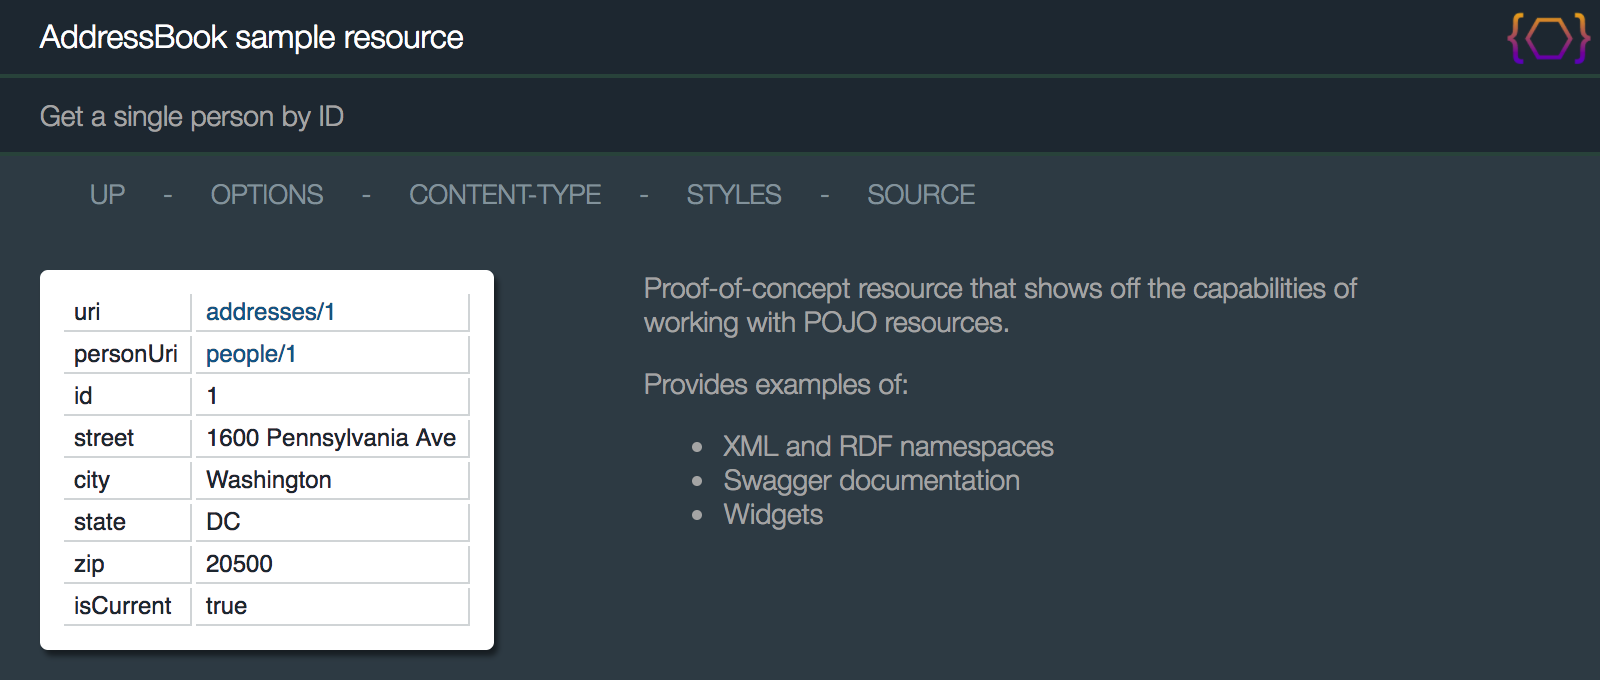 AddressBook sample resource
Get a single person by ID
UP - OPTIONS - CONTENT-TYPE - STYLES - SOURCE
uri addresses/1
personUri people/1
id 1
street 1600 Pennsylvania Ave
city Washington
state DC
zip 20500
isCurrent true
Proof-of-concept resource that shows off the capabilities of
working with POJO resources.
Provides examples of:
• XML and RDF namespaces
• Swagger documentation
• Widgets